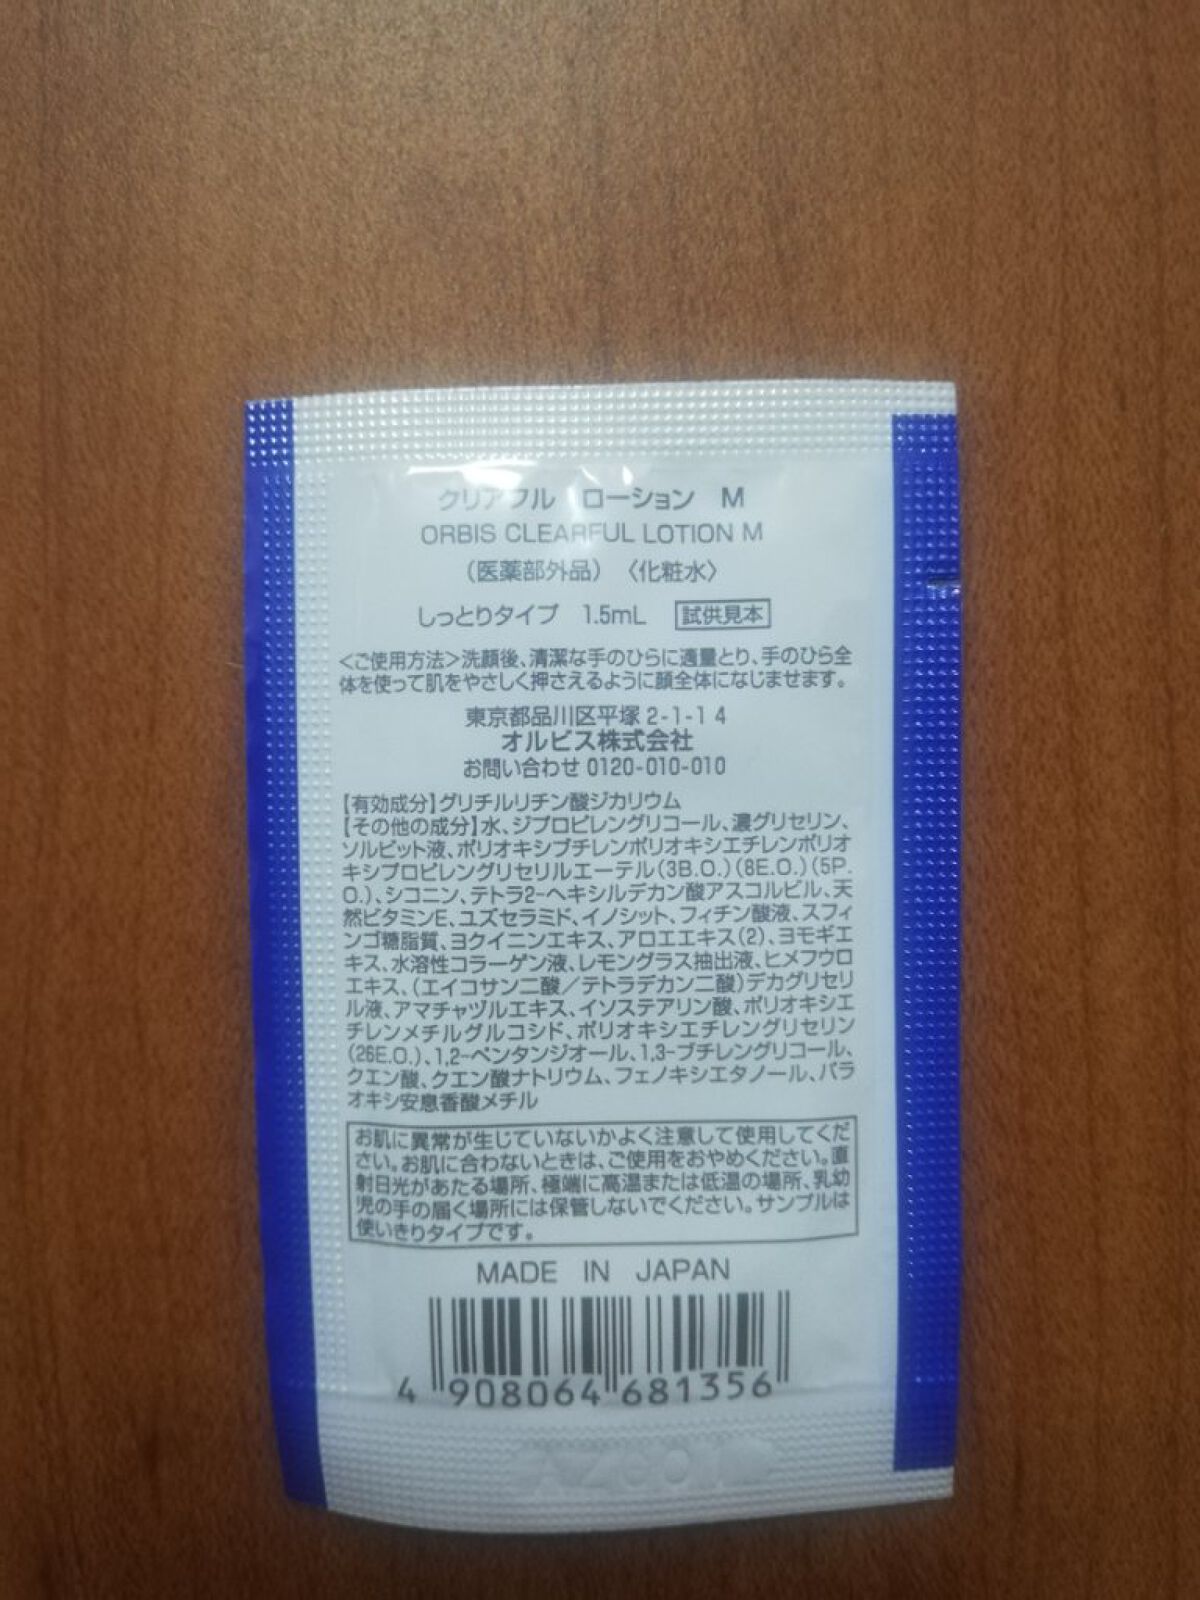 クリアフル ローション M
ORBIS CLEARFUL LOTION M
（医薬部外品）〈化粧水〉
しっとりタイプ 1.5mL 試供見本
＜ご使用方法＞洗顔後、清潔な手のひらに適量とり、手のひら全
体を使って肌をやさしく押さえるように顔全体になじませます。
東京都品川区平塚2-1-14
オルビス株式会社
お問い合わせ 0120-010-010
【有効成分】グリチルリチン酸ジカリウム
【その他の成分】水、ジプロピレングリコール、濃グリセリン、
ソルビット液、ポリオキシブチレンポリオキシエチレンポリオ
キシプロピレングリセリルエーテル(3B.O.)(8E.O.)(5P.
O.)、シコニン、テトラ2-ヘキシルデカン酸アスコルビル、天
然ビタミンE、ユズセラミド、イノシット、フィチン酸液、スフィ
ンゴ糖脂質、ヨクイニンエキス、アロエエキス(2)、ヨモギエ
キス、水溶性コラーゲン液、レモングラス抽出液、ヒメフウロ
エキス、(エイコサン二酸／テトラデカン二酸)デカグリセリ
ル液、アマチャヅルエキス、イソステアリン酸、ポリオキシエ
チレンメチルグルコシド、ポリオキシエチレングリセリン
(26E.O.)、1,2-ペンタンジオール、1,3-ブチレングリコール、
クエン酸、クエン酸ナトリウム、フェノキシエタノール、パラ
オキシ安息香酸メチル
お肌に異常が生じていないかよく注意して使用してくだ
さい。お肌に合わないときは、ご使用をおやめください。直
射日光があたる場所、極端に高温または低温の場所、乳幼
児の手の届く場所には保管しないでください。サンプルは
使いきりタイプです。
MADE IN JAPAN
4 908064 681356